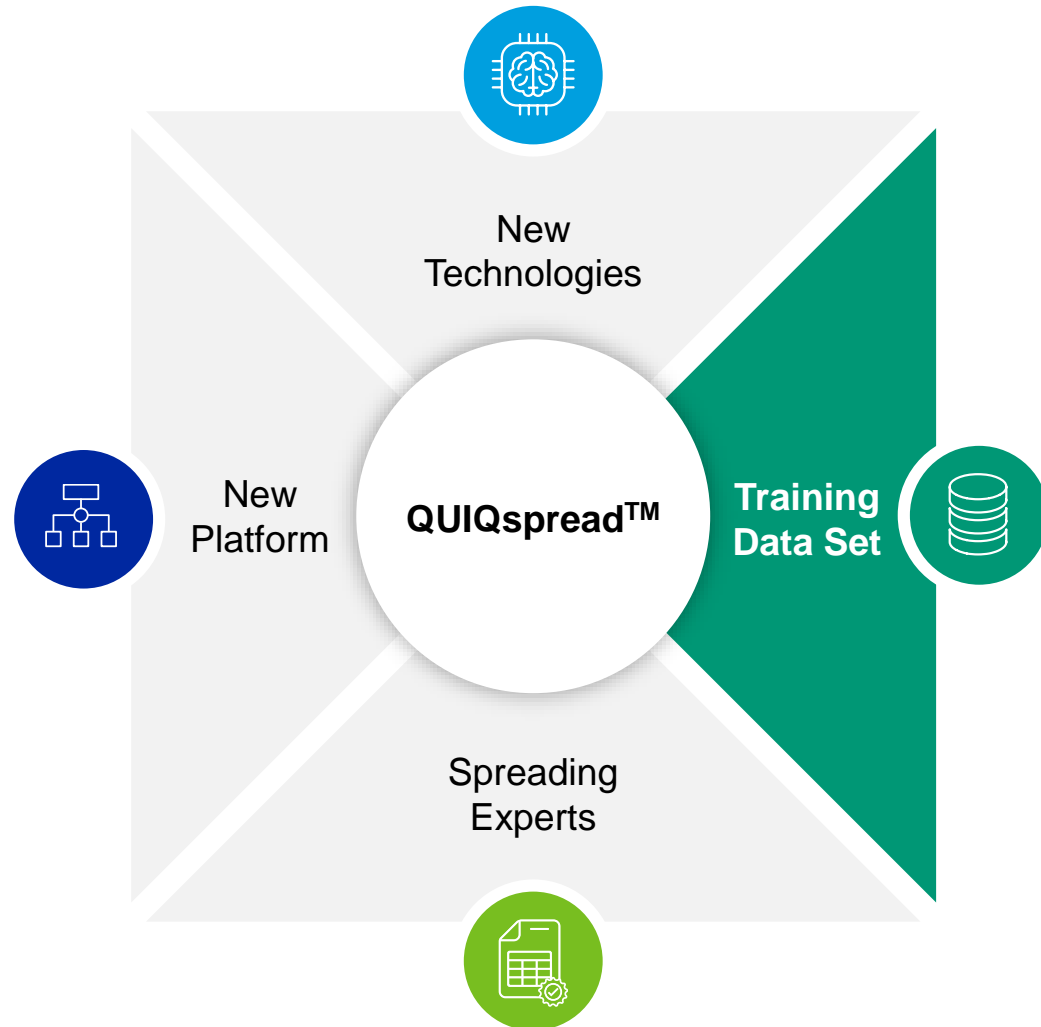 New
Technologies
New
Platform
QUIQspread™
Training
Data Set
Spreading
Experts